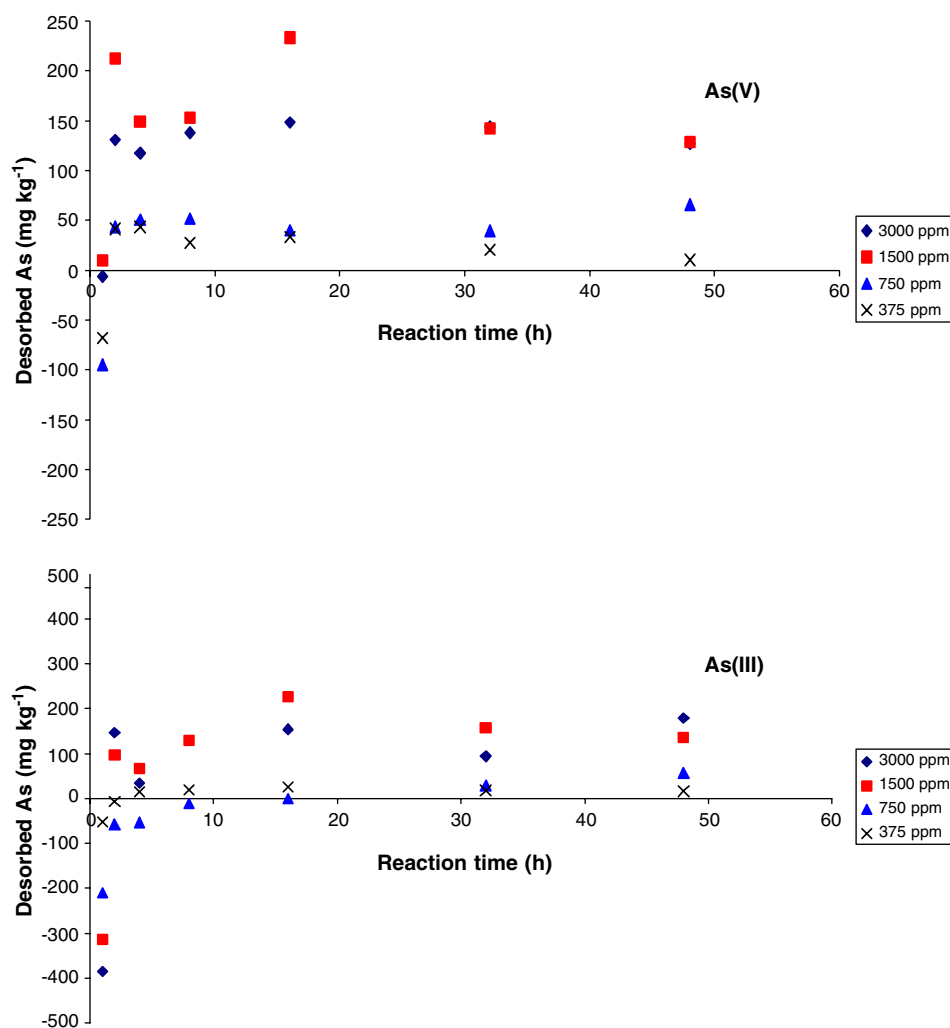 250
200
150
100
50
0
-50
-100
-150
-200
-250
Desorbed As (mg kg⁻¹)
0 10 20 30 40 50 60
Reaction time (h)
As(V)
3000 ppm
1500 ppm
750 ppm
375 ppm
500
400
300
200
100
0
-100
-200
-300
-400
-500
Desorbed As (mg kg⁻¹)
0 10 20 30 40 50 60
Reaction time (h)
As(III)
3000 ppm
1500 ppm
750 ppm
375 ppm